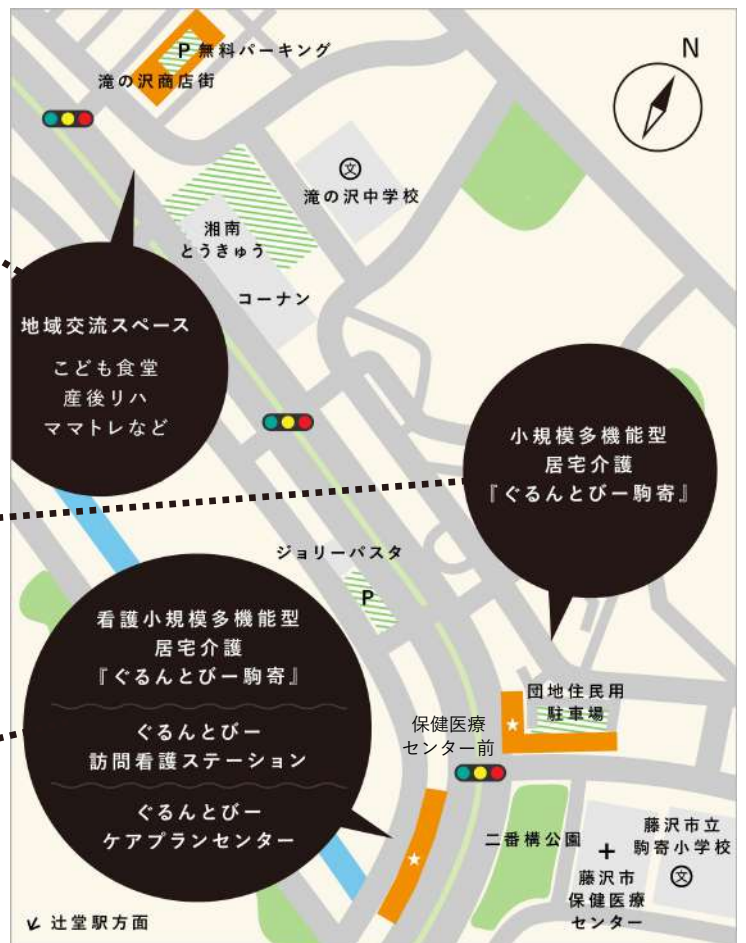 P 無料パーキング
滝の沢商店街
N
文
滝の沢中学校
湘南
とうきゅう
コーナン
地域交流スペース
こども食堂
産後リハ
ママトレなど
小規模多機能型
居宅介護
『ぐるんとびー駒寄』
ジョリーパスタ
P
看護小規模多機能型
居宅介護
『ぐるんとびー駒寄』
ぐるんとびー
訪問看護ステーション
ぐるんとびー
ケアプランセンター
団地住民用
駐車場
保健医療
センター前
二番構公園
藤沢市立
駒寄小学校
文
藤沢市
保健医療
センター
辻堂駅方面